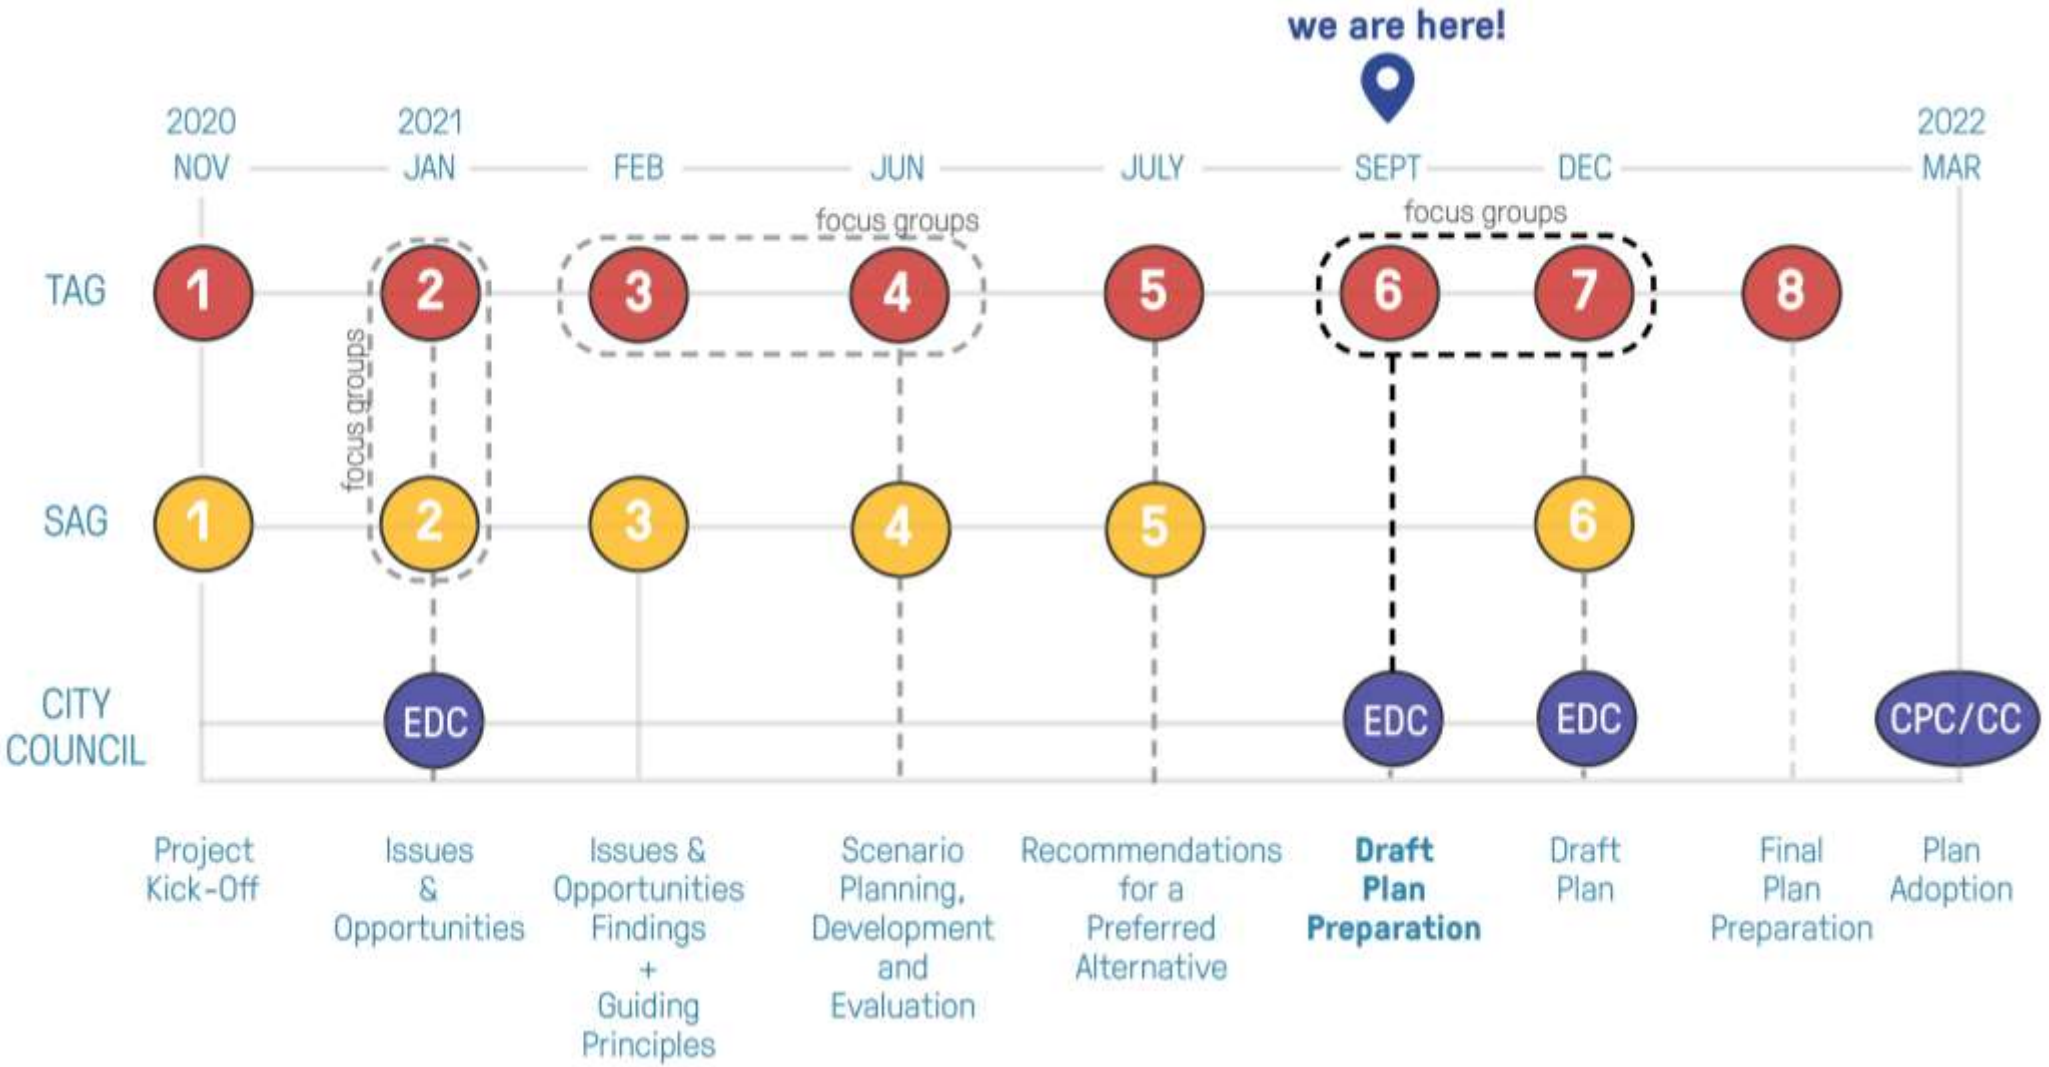 we are here!
2020
2021
2022
NOV
JAN
FEB
JUN
JULY
SEPT
DEC
MAR
focus groups
focus groups
TAG
1
2
3
4
5
6
7
8
focus groups
SAG
1
2
3
4
5
6
CITY
COUNCIL
EDC
EDC
EDC
CPC/CC
Project
Kick-Off
Issues
&
Opportunities
Issues &
Opportunities
Findings
+
Guiding
Principles
Scenario
Planning,
Development
and
Evaluation
Recommendations
for a
Preferred
Alternative
Draft
Plan
Preparation
Draft
Plan
Final
Plan
Preparation
Plan
Adoption